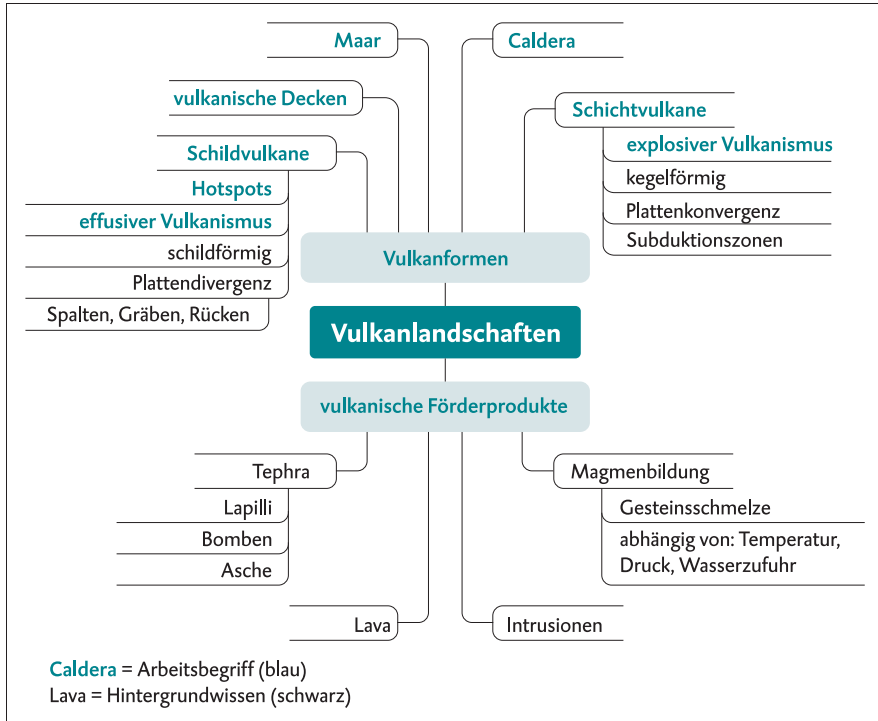 Maar
Caldera
vulkanische Decken
Schichtvulkane
explosiver Vulkanismus
kegelförmig
Plattenkonvergenz
Subduktionszonen
Schildvulkane
Hotspots
effusiver Vulkanismus
schildförmig
Plattendivergenz
Spalten, Gräben, Rücken
Vulkanformen
Vulkanlandschaften
vulkanische Förderprodukte
Tephra
Lapilli
Bomben
Asche
Magmenbildung
Gesteinsschmelze
abhängig von: Temperatur,
Druck, Wasserzufuhr
Lava
Intrusionen
Caldera = Arbeitsbegriff (blau)
Lava = Hintergrundwissen (schwarz)